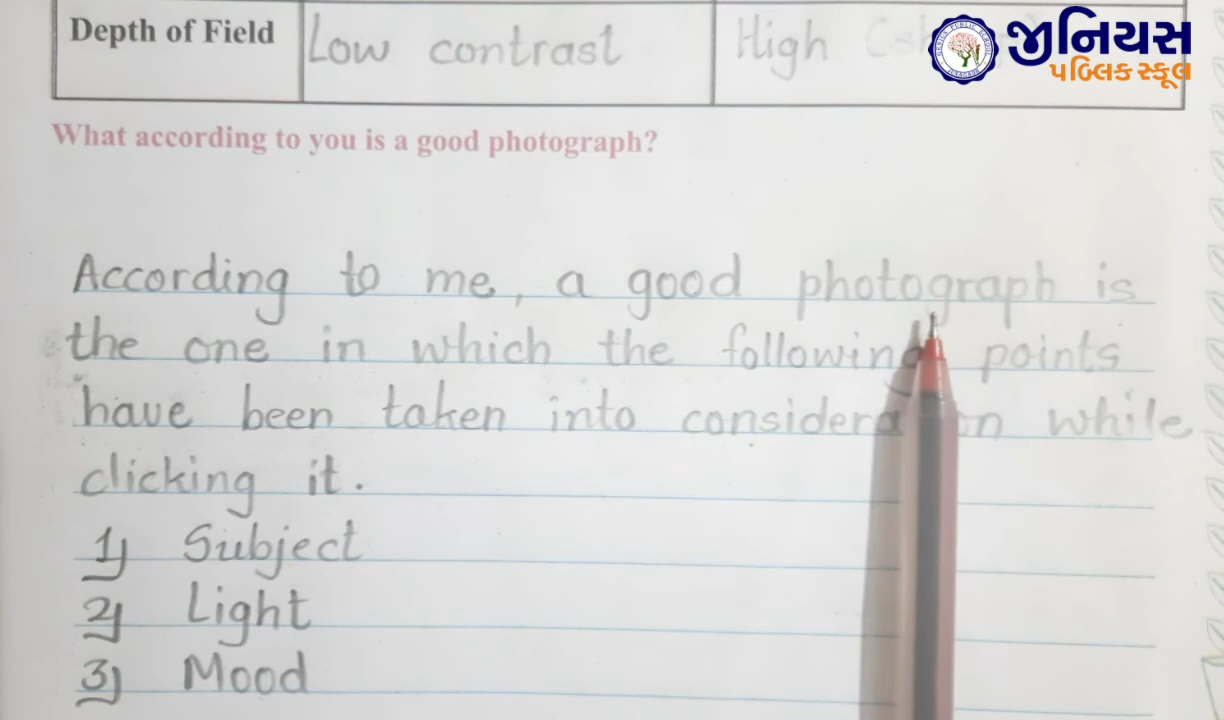 Depth of Field Low contrast High
જીનિયસ
પબ્લિક સ્કૂલ
What according to you is a good photograph?
According to me, a good photograph is
the one in which the following points
have been taken into consideration while
clicking it.
1) Subject
2) Light
3) Mood